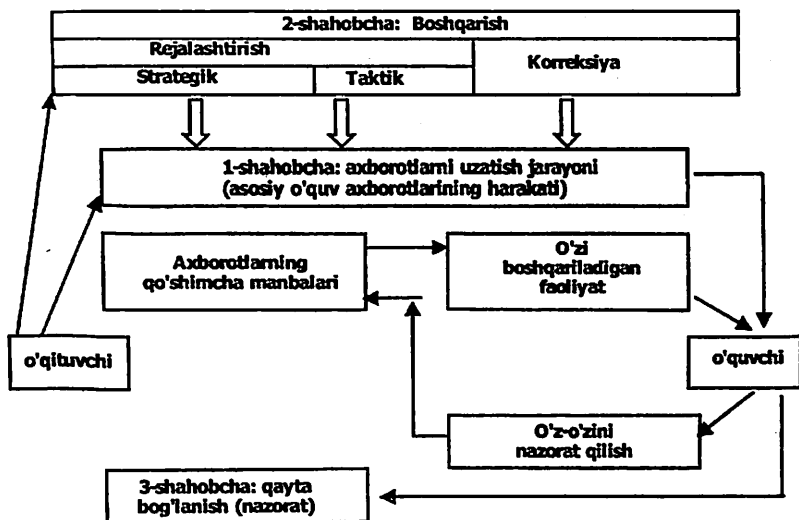 2-shahobcha: Boshqarish
Rejalashtirish
Korreksiya
Strategik
Taktik
1-shahobcha: axborotlarni uzatish jarayoni
(asosiy o'quv axborotlarining harakati)
Axborotlarning
qo'shimcha manbalari
O'zi
boshqariladigan
faoliyat
o'qituvchi
o'quvchi
O'z-o'zini
nazorat qilish
3-shahobcha: qayta
bog'lanish (nazorat)